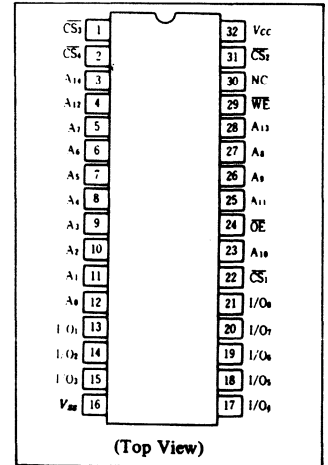 CS₃ 1 32 Vcc
CS₄ 2 31 CS₂
A₁₄ 3 30 NC
A₁₂ 4 29 WE
A₇ 5 28 A₁₃
A₆ 6 27 A₈
A₅ 7 26 A₉
A₄ 8 25 A₁₁
A₃ 9 24 OE
A₂ 10 23 A₁₀
A₁ 11 22 CS₁
A₀ 12 21 I/O₈
I/O₁ 13 20 I/O₇
I/O₂ 14 19 I/O₆
I/O₃ 15 18 I/O₅
Vss 16 17 I/O₄
(Top View)